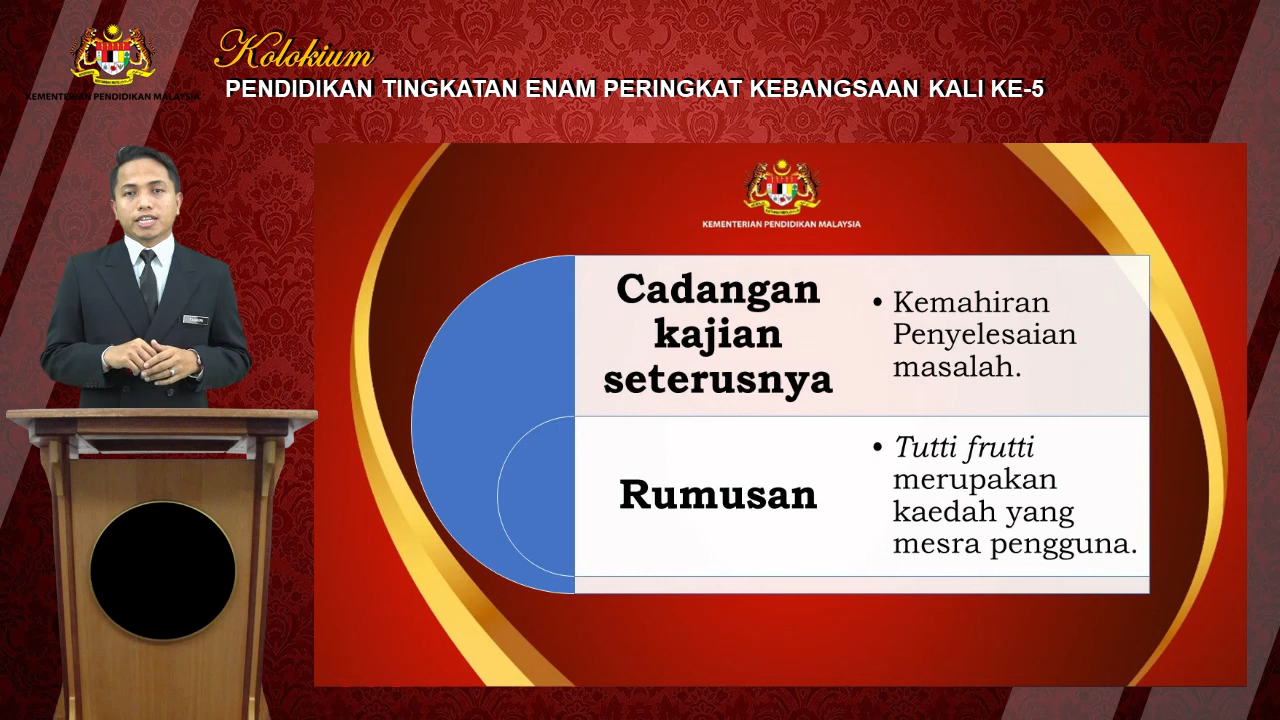 Kolokium
PENDIDIKAN TINGKATAN ENAM PERINGKAT KEBANGSAAN KALI KE-5
KEMENTERIAN PENDIDIKAN MALAYSIA
KEMENTERIAN PENDIDIKAN MALAYSIA
Cadangan
kajian
seterusnya
• Kemahiran
Penyelesaian
masalah.
Rumusan
• Tutti frutti
merupakan
kaedah yang
mesra pengguna.